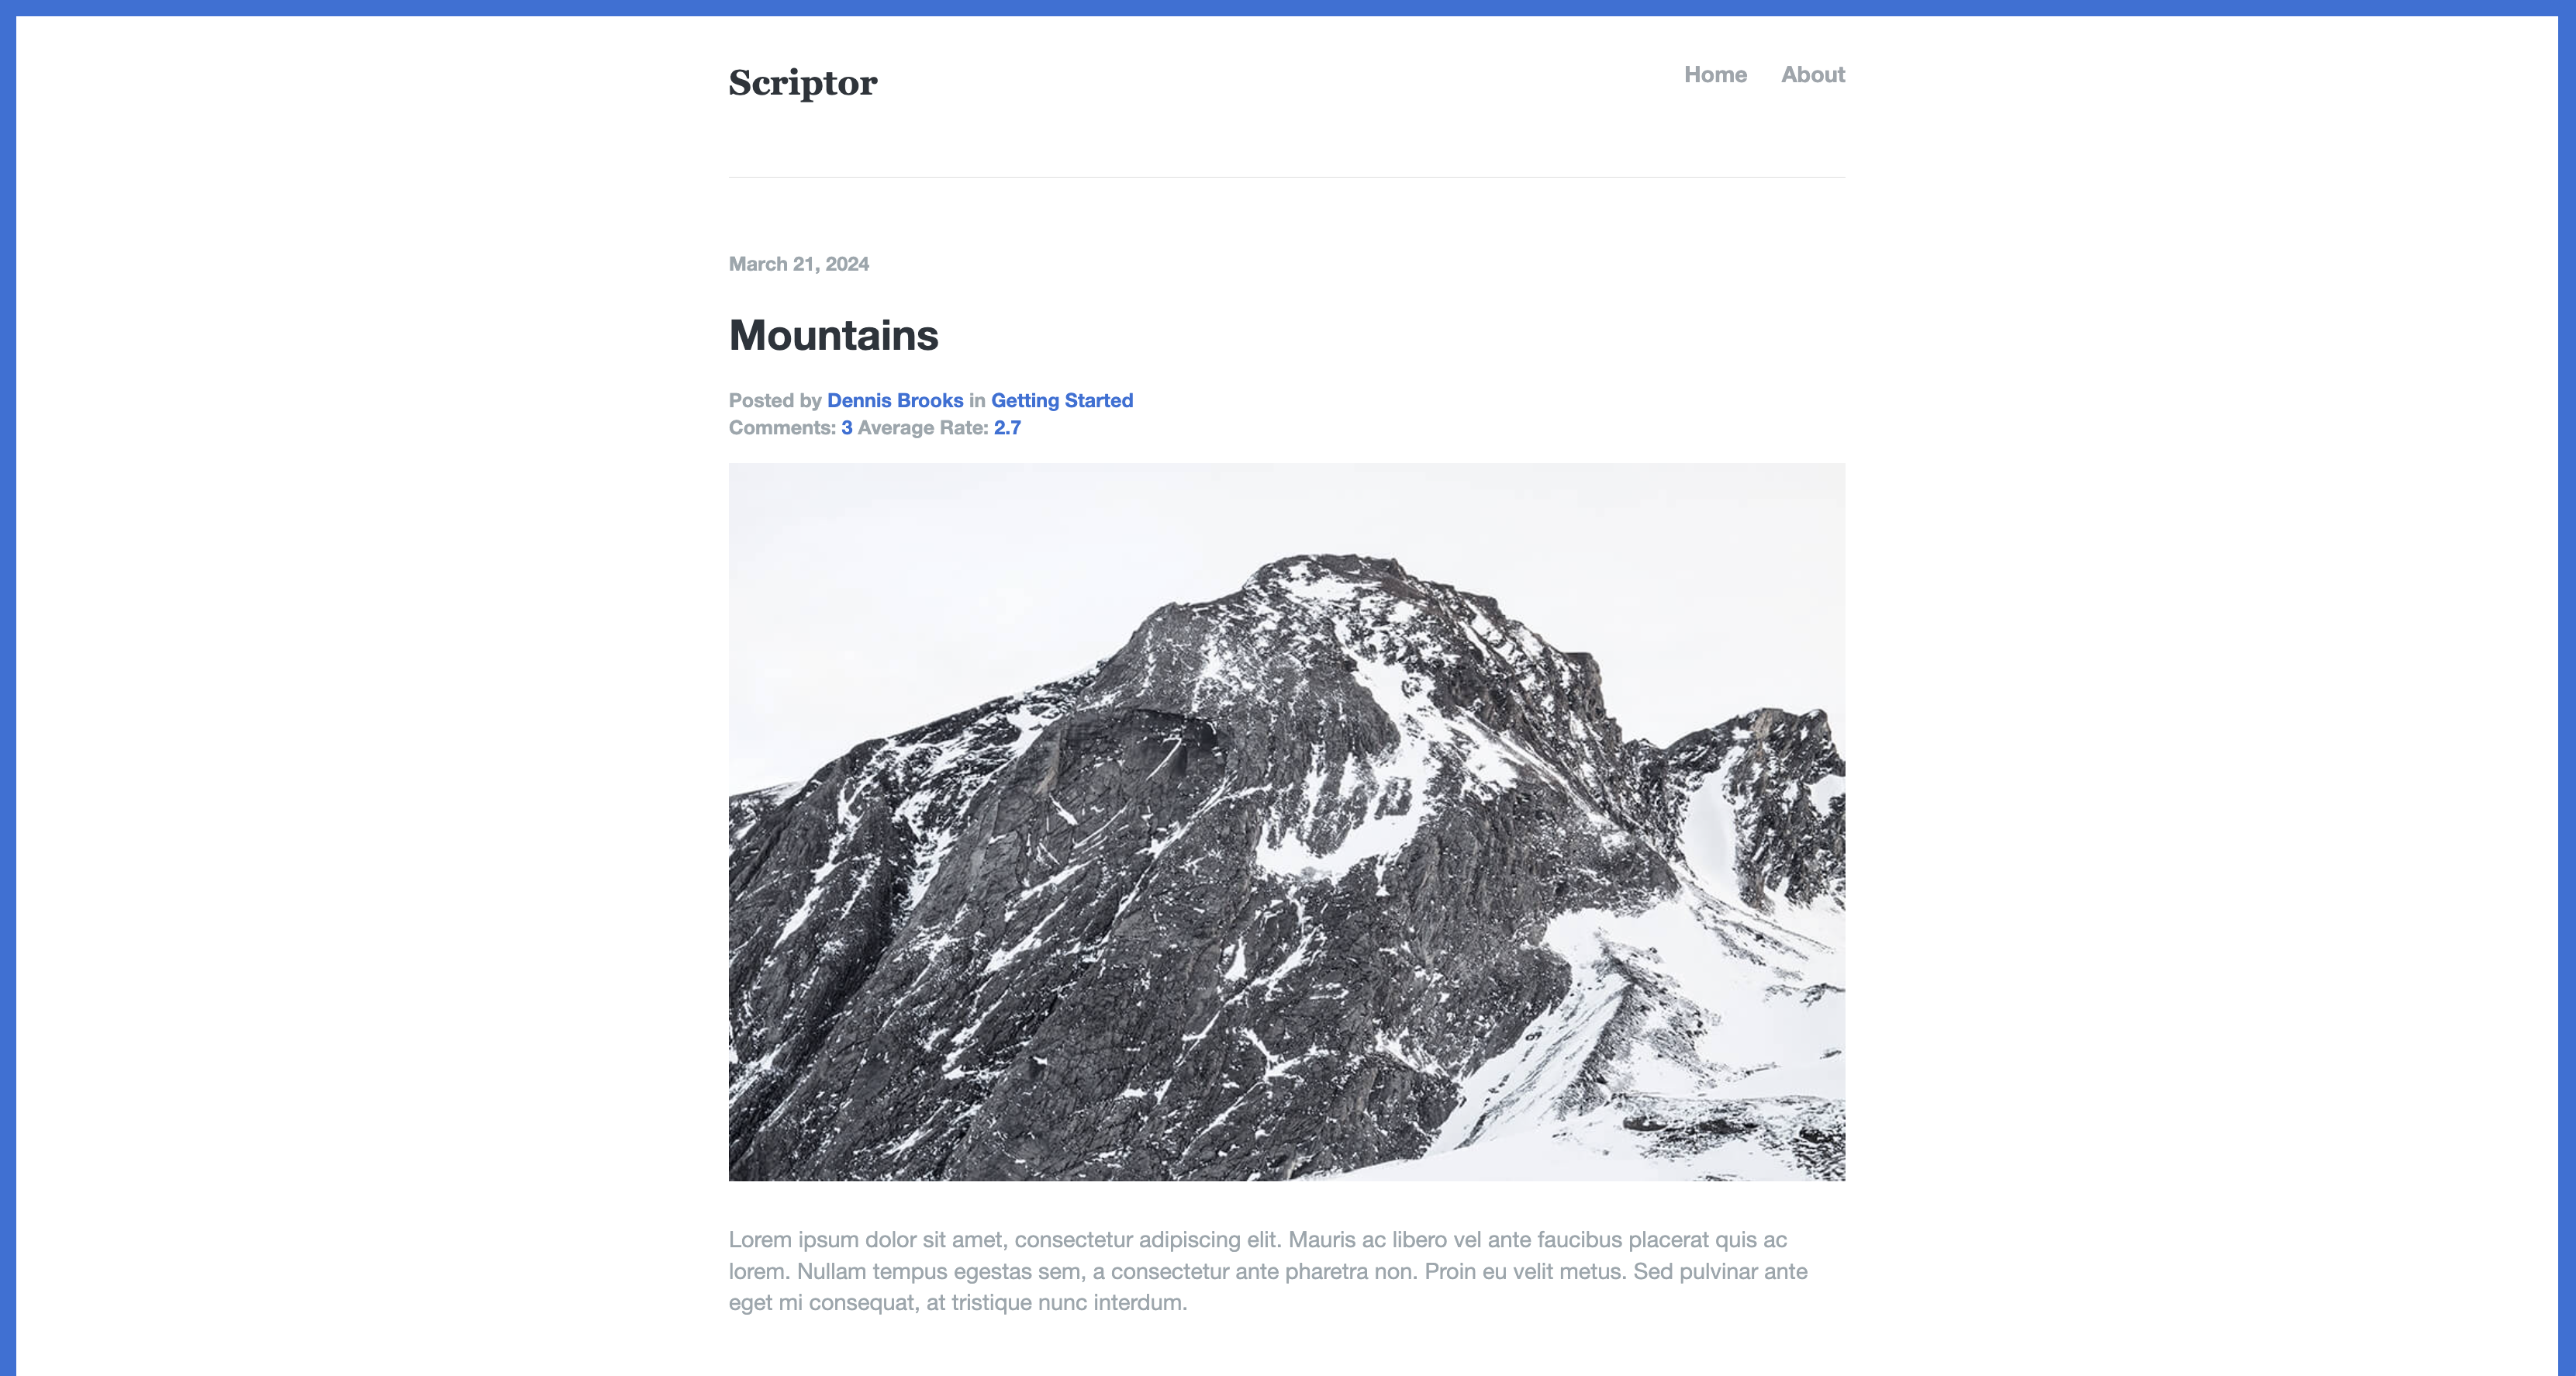 Scriptor
Home About
March 21, 2024
Mountains
Posted by Dennis Brooks in Getting Started
Comments: 3 Average Rate: 2.7
Lorem ipsum dolor sit amet, consectetur adipiscing elit. Mauris ac libero vel ante faucibus placerat quis ac
lorem. Nullam tempus egestas sem, a consectetur ante pharetra non. Proin eu velit metus. Sed pulvinar ante
eget mi consequat, at tristique nunc interdum.